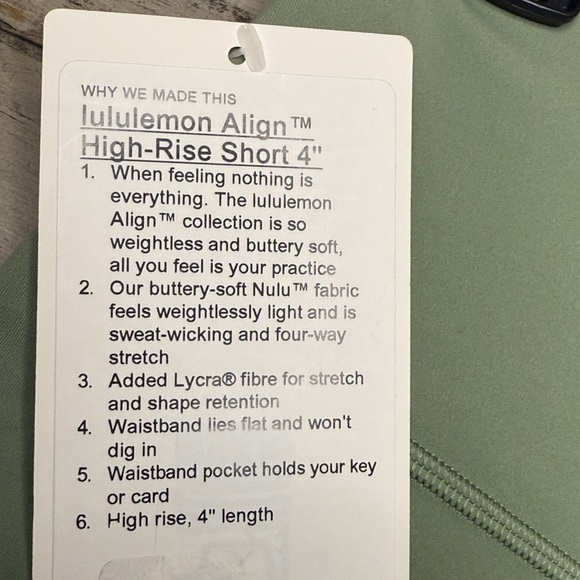 WHY WE MADE THIS
lululemon Align™
High-Rise Short 4"
1. When feeling nothing is
everything. The lululemon
Align™ collection is so
weightless and buttery soft,
all you feel is your practice
2. Our buttery-soft Nulu™ fabric
feels weightlessly light and is
sweat-wicking and four-way
stretch
3. Added Lycra® fibre for stretch
and shape retention
4. Waistband lies flat and won't
dig in
5. Waistband pocket holds your key
or card
6. High rise, 4" length